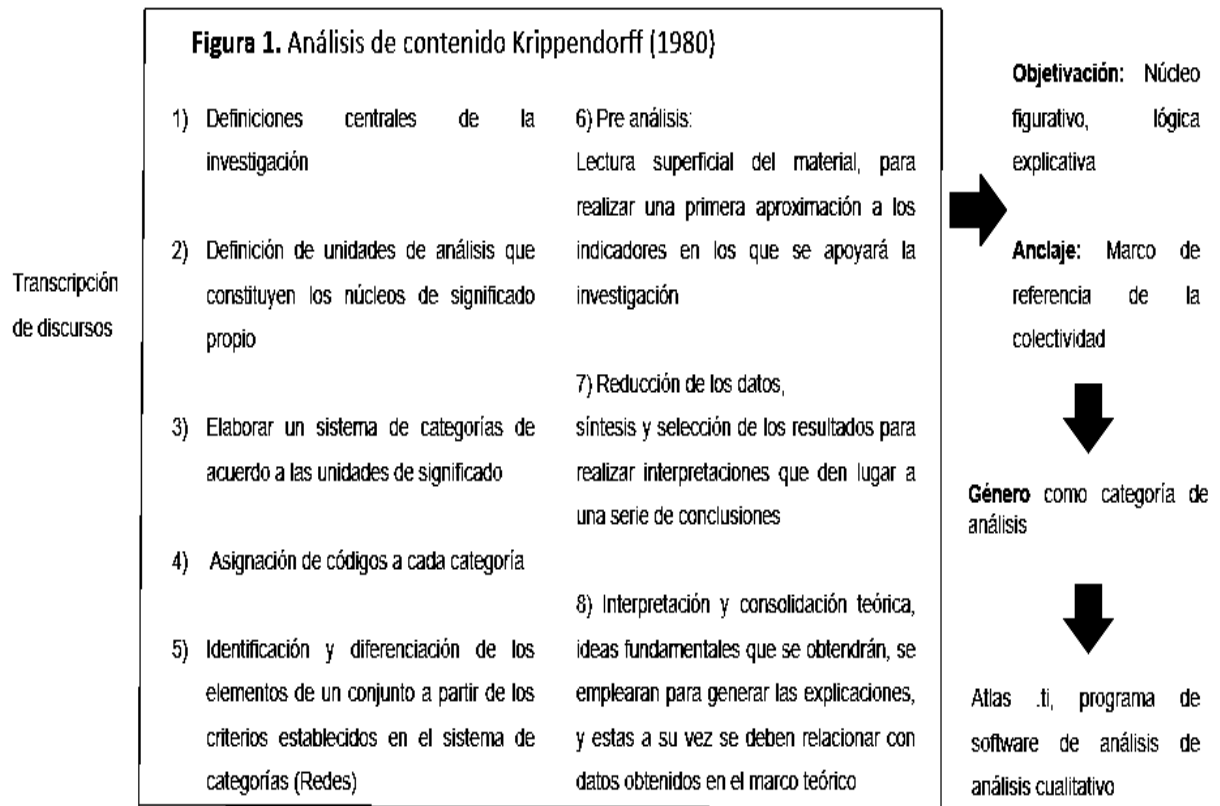 Figura 1. Análisis de contenido Krippendorff (1980)
Transcripción
de discursos
1) Definiciones centrales de la
investigación
2) Definición de unidades de análisis que
constituyen los núcleos de significado
propio
3) Elaborar un sistema de categorías de
acuerdo a las unidades de significado
4) Asignación de códigos a cada categoría
5) Identificación y diferenciación de los
elementos de un conjunto a partir de los
criterios establecidos en el sistema de
categorías (Redes)
6) Pre análisis:
Lectura superficial del material, para
realizar una primera aproximación a los
indicadores en los que se apoyará la
investigación
7) Reducción de los datos,
síntesis y selección de los resultados para
realizar interpretaciones que den lugar a
una serie de conclusiones
8) Interpretación y consolidación teórica,
ideas fundamentales que se obtendrán, se
emplearan para generar las explicaciones,
y estas a su vez se deben relacionar con
datos obtenidos en el marco teórico
Objetivación: Núcleo
figurativo, lógica
explicativa
Anclaje: Marco de
referencia de la
colectividad
Género como categoría de
análisis
Atlas .ti, programa de
software de análisis de
análisis cualitativo